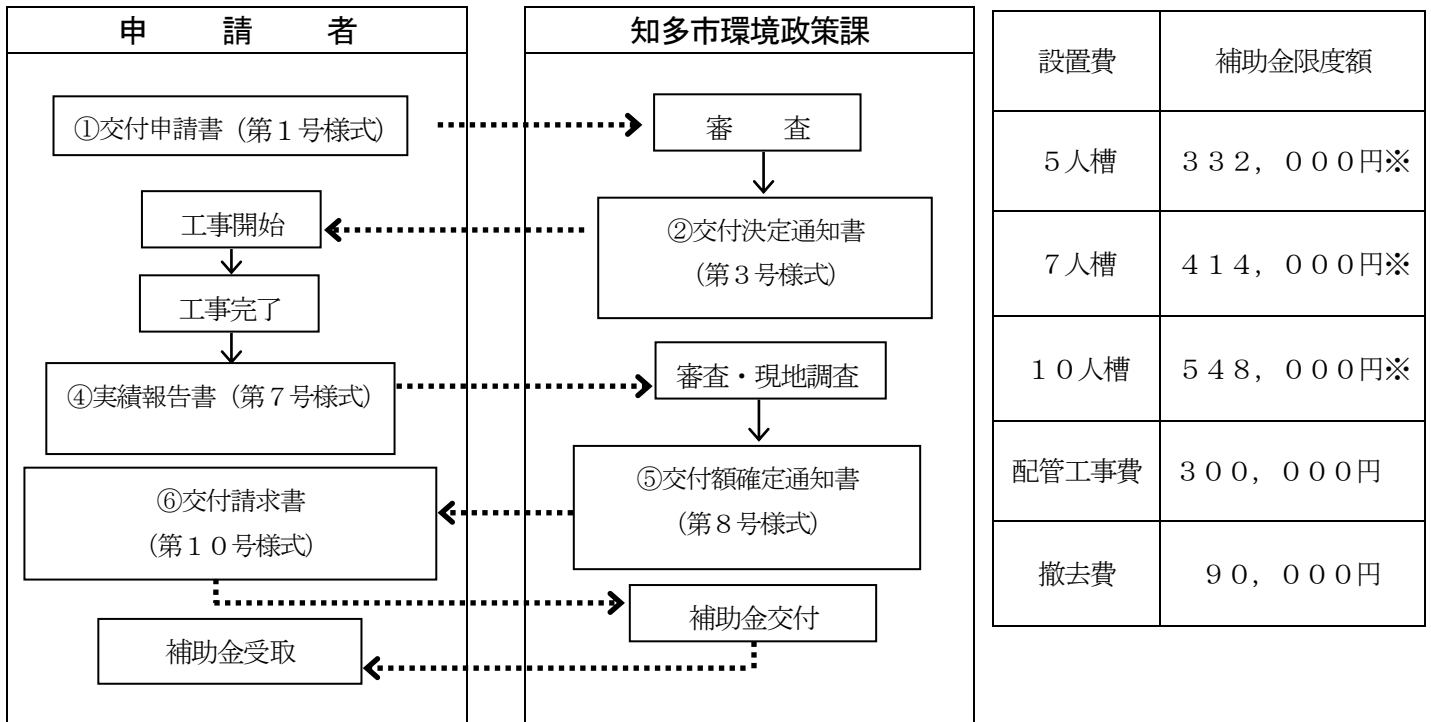 申　請　者
①交付申請書（第１号様式）
工事開始
工事完了
④実績報告書（第７号様式）
⑥交付請求書
（第１０号様式）
補助金受取
知多市環境政策課
審　査
②交付決定通知書
（第３号様式）
審査・現地調査
⑤交付額確定通知書
（第８号様式）
補助金交付
設置費　補助金限度額
５人槽　３３２，０００円※
７人槽　４１４，０００円※
１０人槽　５４８，０００円※
配管工事費　３００，０００円
撤去費　９０，０００円